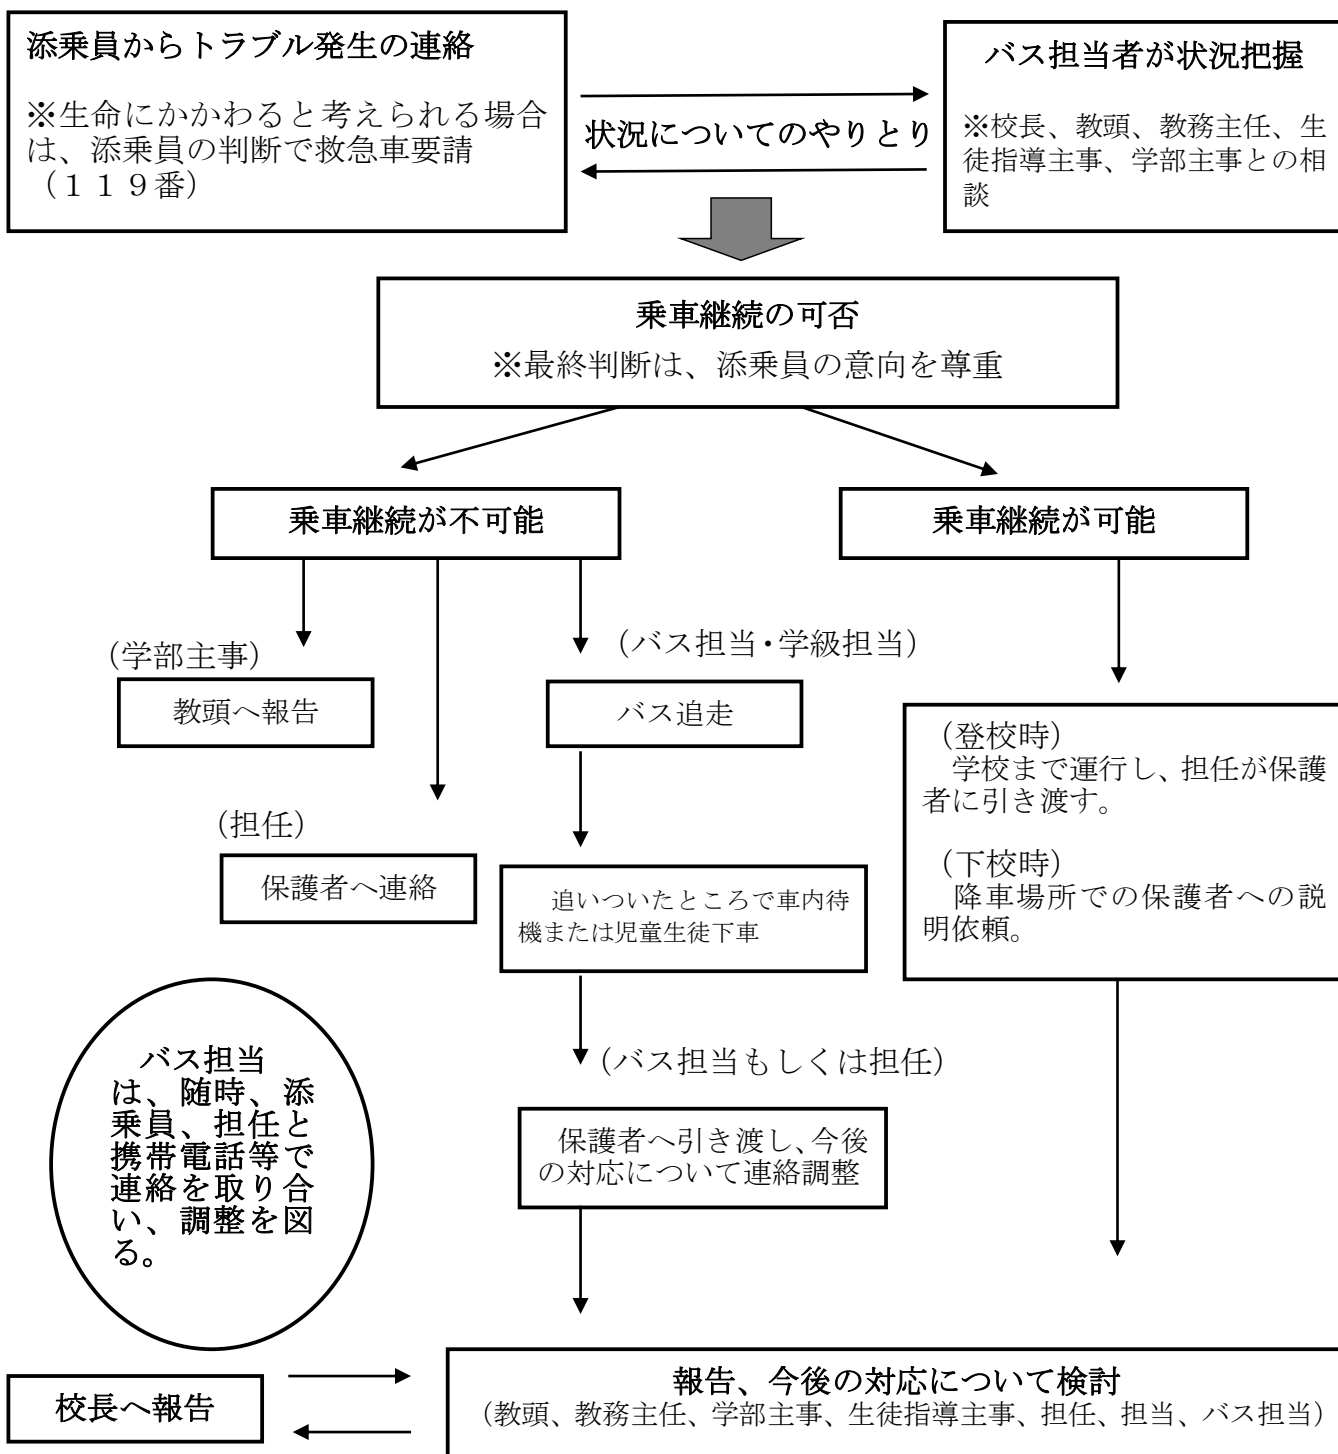 添乗員からトラブル発生の連絡
※生命にかかわると考えられる場合
は、添乗員の判断で救急車要請
（１１９番）
状況についてのやりとり
バス担当者が状況把握
※校長、教頭、教務主任、生
徒指導主事、学部主事との相
談
乗車継続の可否
※最終判断は、添乗員の意向を尊重
乗車継続が不可能
乗車継続が可能
（学部主事）
教頭へ報告
（担任）
保護者へ連絡
（バス担当・学級担当）
バス追走
追いついたところで車内待
機または児童生徒下車
（バス担当もしくは担任）
保護者へ引き渡し、今後
の対応について連絡調整
（登校時）
学校まで運行し、担任が保護
者に引き渡す。
（下校時）
降車場所での保護者への説
明依頼。
バス担当
は、随時、添
乗員、担任と
携帯電話等で
連絡を取り合
い、調整を図
る。
校長へ報告
報告、今後の対応について検討
（教頭、教務主任、学部主事、生徒指導主事、担任、担当、バス担当）